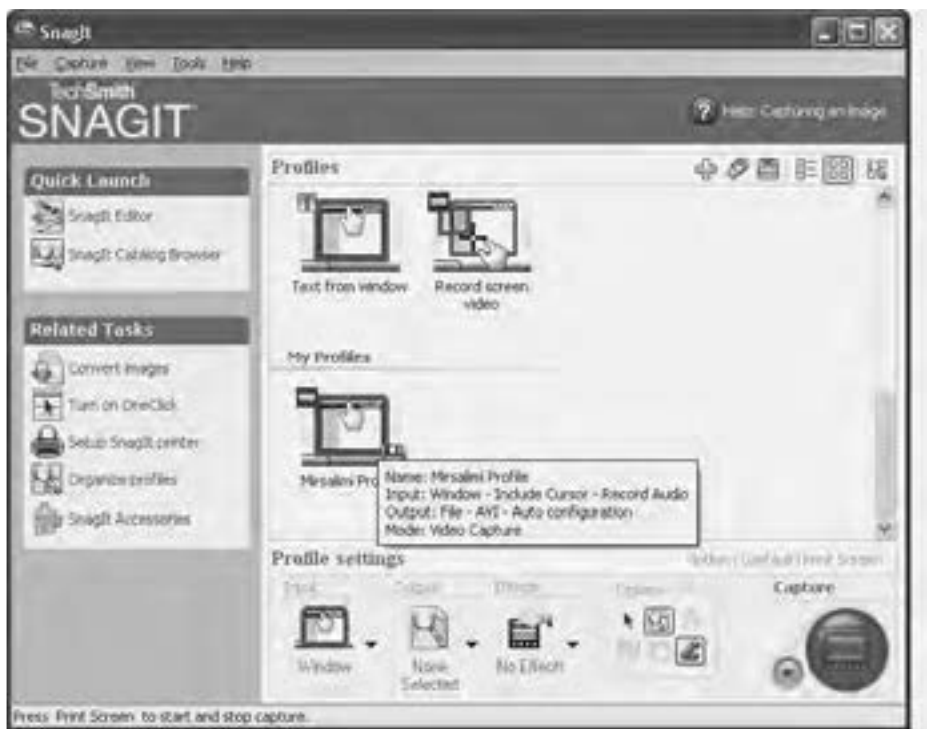 SnagIt
File Capture View Tools Help
TechSmith
SNAGIT
Help: Capturing an Image
Quick Launch
SnagIt Editor
SnagIt Catalog Browser
Related Tasks
Convert images
Turn on OneClick
Setup SnagIt printer
Organize profiles
SnagIt Accessories
Profiles
Text from window
Record screen video
My Profiles
Mirsalimi Pro
Name: Mirsalimi Profile
Input: Window - Include Cursor - Record Audio
Output: File - AVI - Auto configuration
Mode: Video Capture
Profile settings
Input Output Effects Options
Capture
Window
None Selected
No Effects
Press Print Screen to start and stop capture.